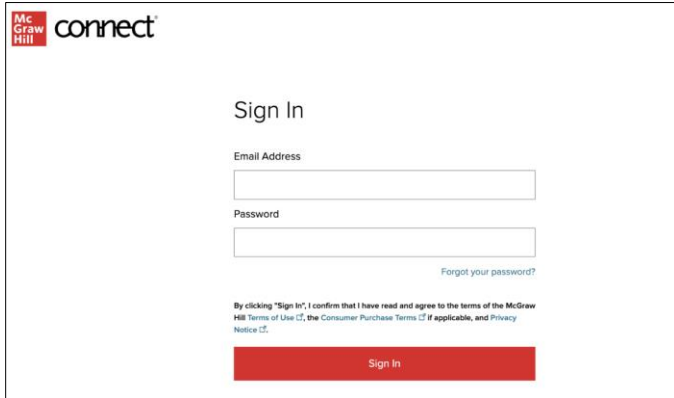 Mc
Graw
Hill
connect®
Sign In
Email Address
Password
Forgot your password?
By clicking "Sign In", I confirm that I have read and agree to the terms of the McGraw
Hill Terms of Use, the Consumer Purchase Terms if applicable, and Privacy
Notice.
Sign In